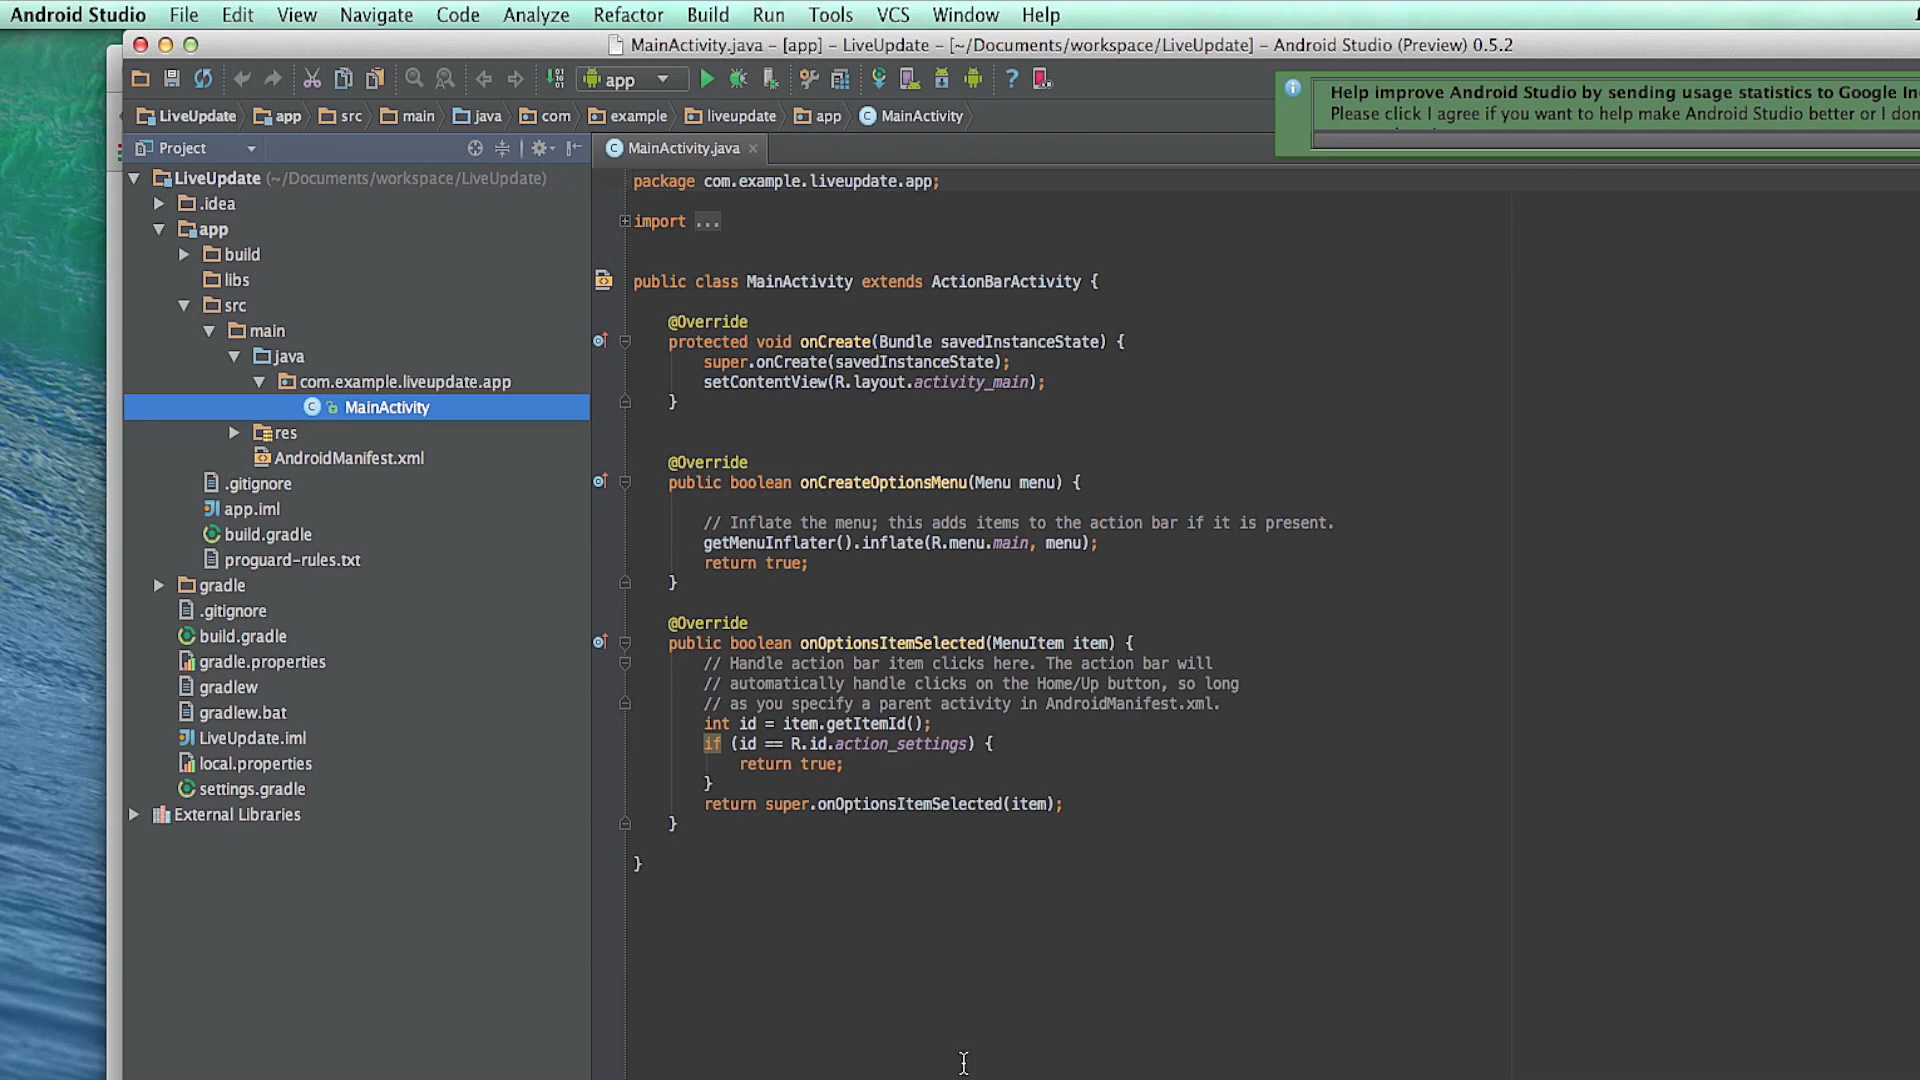 Android Studio File Edit View Navigate Code Analyze Refactor Build Run Tools VCS Window Help
MainActivity.java – [app] – LiveUpdate – [~/Documents/workspace/LiveUpdate] – Android Studio (Preview) 0.5.2
app
Help improve Android Studio by sending usage statistics to Google In
Please click I agree if you want to help make Android Studio better or I don
LiveUpdate app src main java com example liveupdate app MainActivity
Project
MainActivity.java
LiveUpdate (~/Documents/workspace/LiveUpdate)
.idea
app
build
libs
src
main
java
com.example.liveupdate.app
MainActivity
res
AndroidManifest.xml
.gitignore
app.iml
build.gradle
proguard-rules.txt
gradle
.gitignore
build.gradle
gradle.properties
gradlew
gradlew.bat
LiveUpdate.iml
local.properties
settings.gradle
External Libraries
package com.example.liveupdate.app;
import ...
public class MainActivity extends ActionBarActivity {
@Override
protected void onCreate(Bundle savedInstanceState) {
super.onCreate(savedInstanceState);
setContentView(R.layout.activity_main);
}
@Override
public boolean onCreateOptionsMenu(Menu menu) {
// Inflate the menu; this adds items to the action bar if it is present.
getMenuInflater().inflate(R.menu.main, menu);
return true;
}
@Override
public boolean onOptionsItemSelected(MenuItem item) {
// Handle action bar item clicks here. The action bar will
// automatically handle clicks on the Home/Up button, so long
// as you specify a parent activity in AndroidManifest.xml.
int id = item.getItemId();
if (id == R.id.action_settings) {
return true;
}
return super.onOptionsItemSelected(item);
}
}